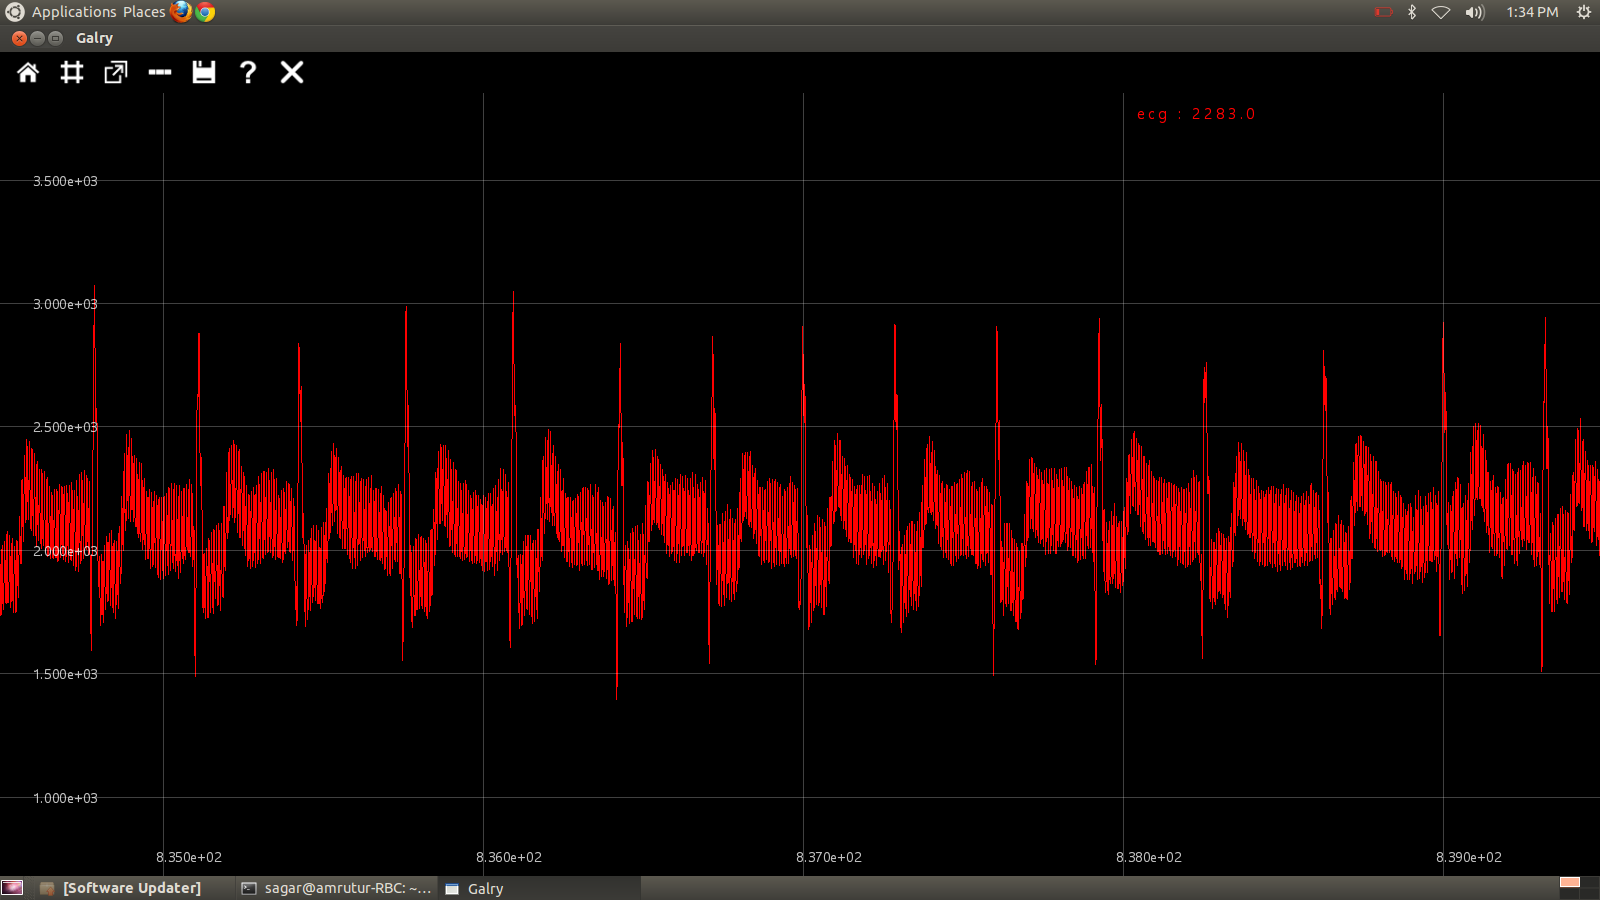 Applications Places 1:34 PM
Galry
ecg : 2283.0
3.500e+03
3.000e+03
2.500e+03
2.000e+03
1.500e+03
1.000e+03
8.350e+02 8.360e+02 8.370e+02 8.380e+02 8.390e+02
[Software Updater] sagar@amrutur-RBC: ~... Galry